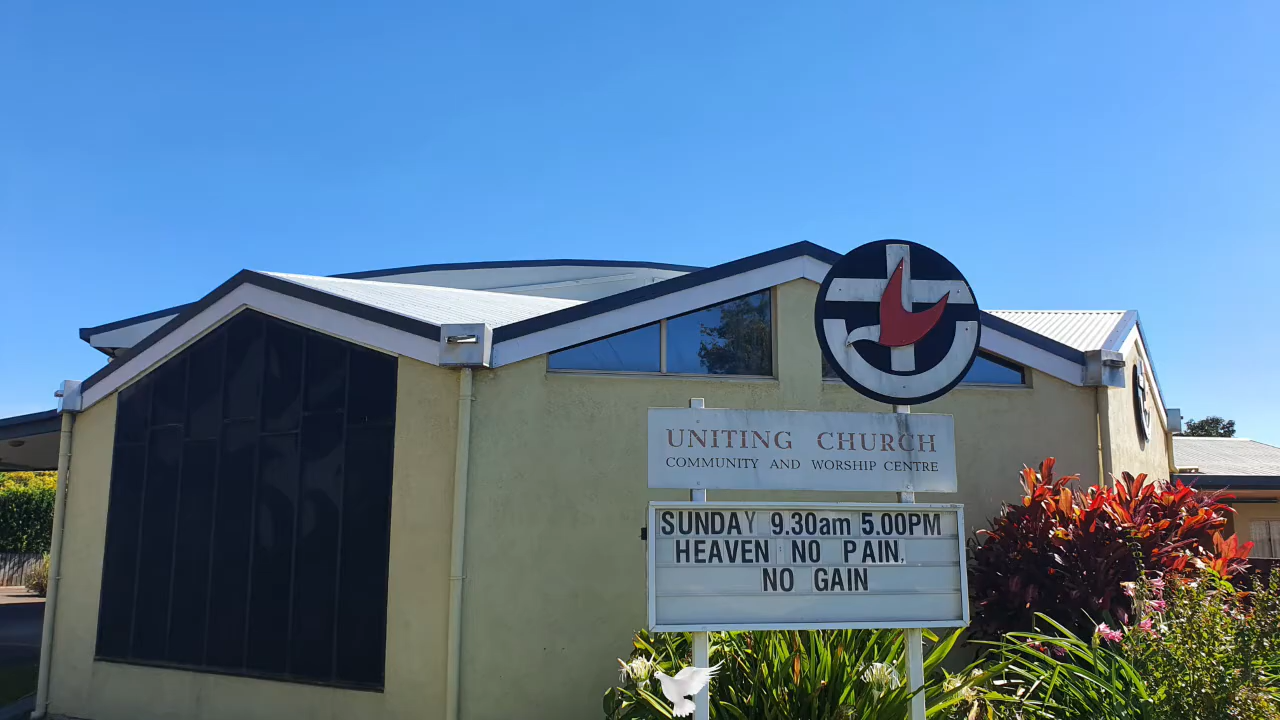 UNITING CHURCH
COMMUNITY AND WORSHIP CENTRE
SUNDAY 9.30am 5.00PM
HEAVEN NO PAIN.
NO GAIN